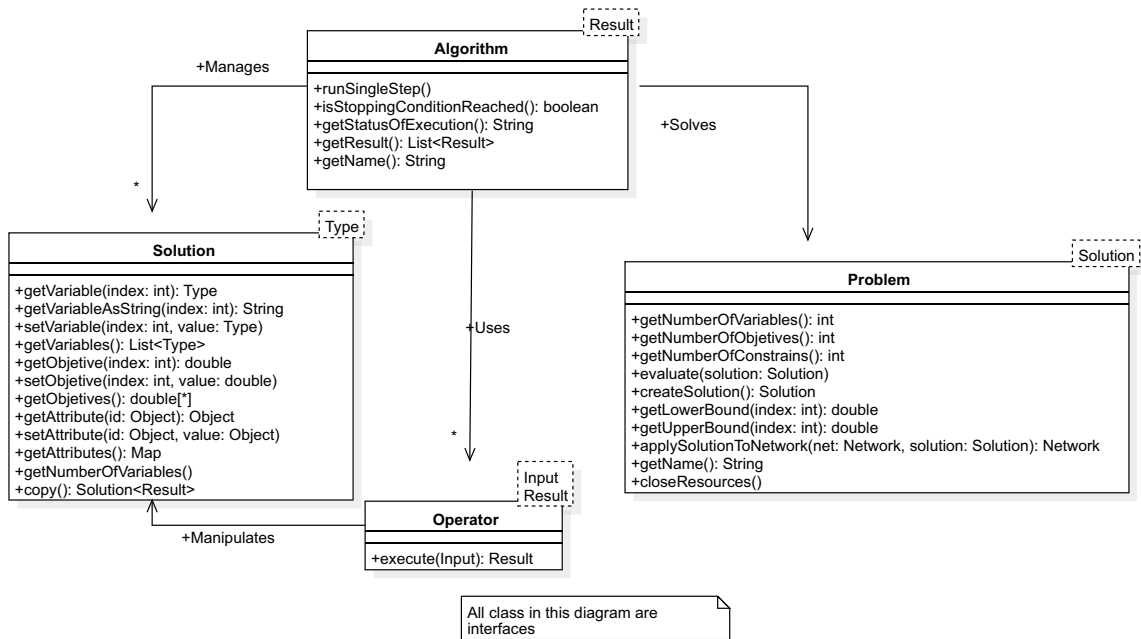 Result
Algorithm
+runSingleStep()
+isStoppingConditionReached(): boolean
+getStatusOfExecution(): String
+getResult(): List<Result>
+getName(): String
+Manages
*
+Solves
+Uses
*
Type
Solution
+getVariable(index: int): Type
+getVariableAsString(index: int): String
+setVariable(index: int, value: Type)
+getVariables(): List<Type>
+getObjetive(index: int): double
+setObjetive(index: int, value: double)
+getObjetives(): double[*]
+getAttribute(id: Object): Object
+setAttribute(id: Object, value: Object)
+getAttributes(): Map
+getNumberOfVariables()
+copy(): Solution<Result>
Solution
Problem
+getNumberOfVariables(): int
+getNumberOfObjetives(): int
+getNumberOfConstrains(): int
+evaluate(solution: Solution)
+createSolution(): Solution
+getLowerBound(index: int): double
+getUpperBound(index: int): double
+applySolutionToNetwork(net: Network, solution: Solution): Network
+getName(): String
+closeResources()
Input
Result
Operator
+execute(Input): Result
+Manipulates
All class in this diagram are
interfaces